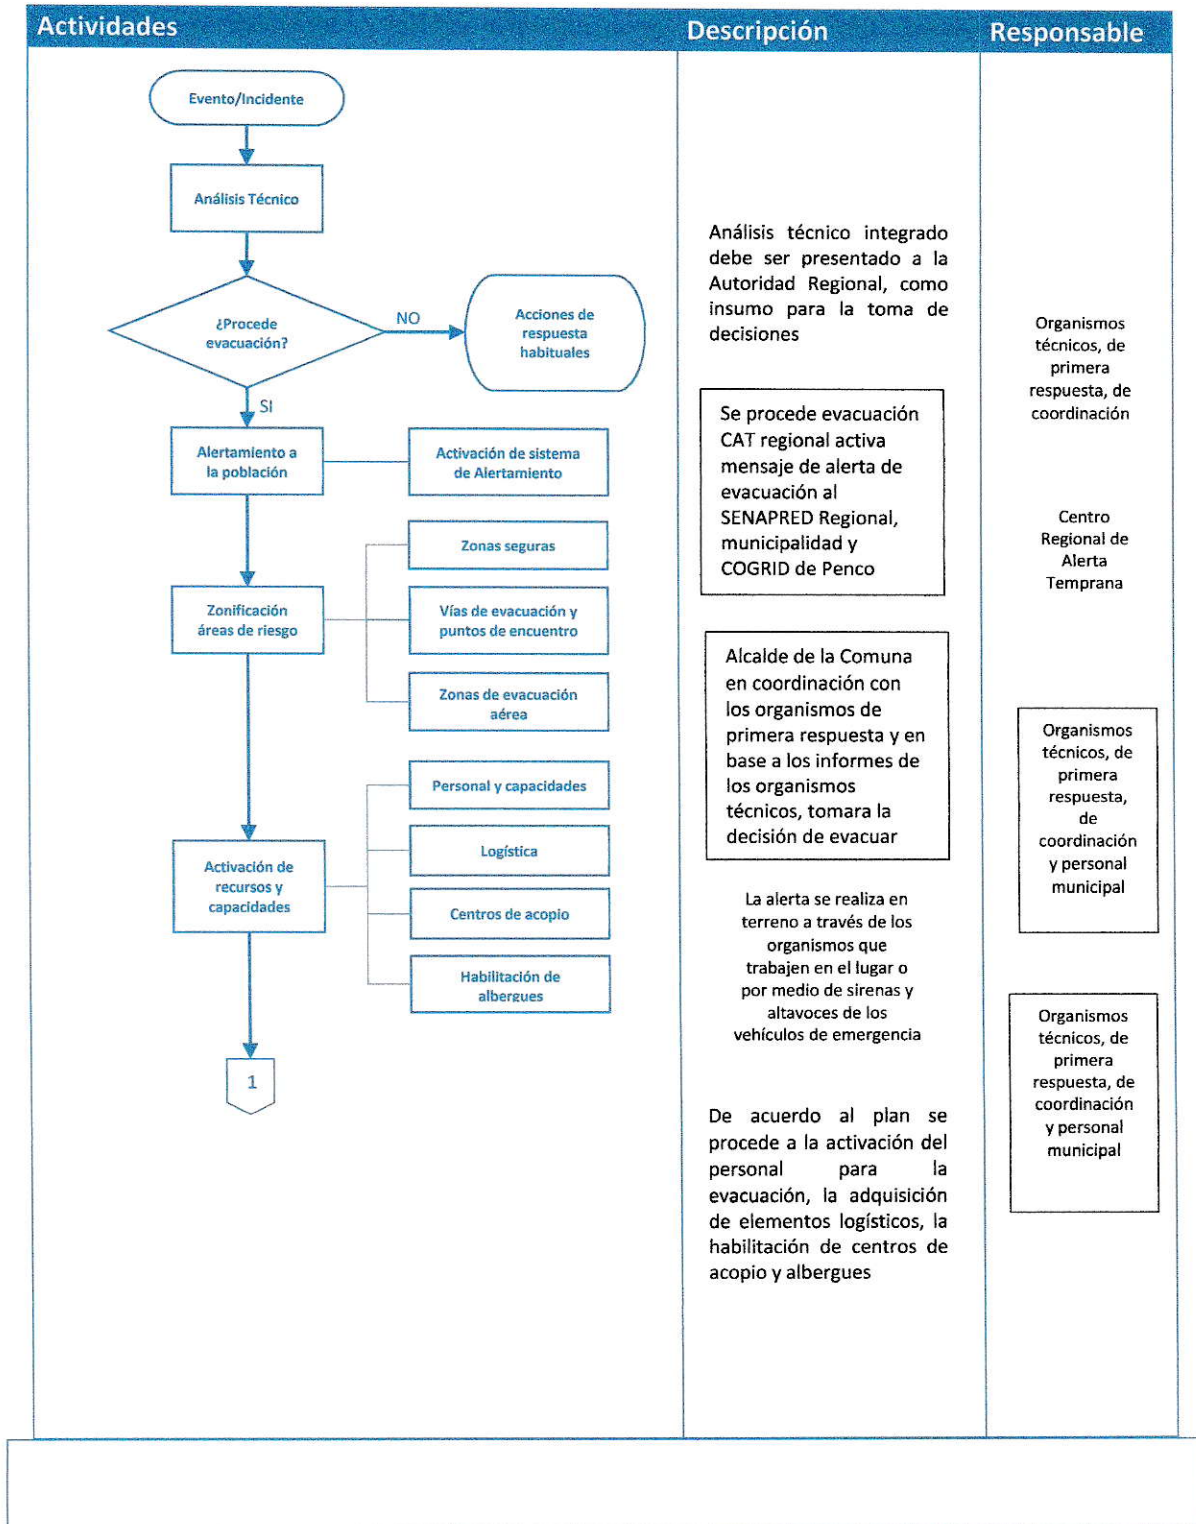 Actividades
Descripción
Responsable
Evento/Incidente
Análisis Técnico
¿Procede
evacuación?
NO
Acciones de
respuesta
habituales
SI
Alertamiento a
la población
Activación de sistema
de Alertamiento
Zonas seguras
Zonificación
áreas de riesgo
Vías de evacuación y
puntos de encuentro
Zonas de evacuación
aérea
Personal y capacidades
Activación de
recursos y
capacidades
Logística
Centros de acopio
Habilitación de
albergues
1
Análisis técnico integrado
debe ser presentado a la
Autoridad Regional, como
insumo para la toma de
decisiones
Se procede evacuación
CAT regional activa
mensaje de alerta de
evacuación al
SENAPRED Regional,
municipalidad y
COGRID de Penco
Alcalde de la Comuna
en coordinación con
los organismos de
primera respuesta y en
base a los informes de
los organismos
técnicos, tomara la
decisión de evacuar
La alerta se realiza en
terreno a través de los
organismos que
trabajen en el lugar o
por medio de sirenas y
altavoces de los
vehículos de emergencia
De acuerdo al plan se
procede a la activación del
personal para la
evacuación, la adquisición
de elementos logísticos, la
habilitación de centros de
acopio y albergues
Organismos
técnicos, de
primera
respuesta, de
coordinación
Centro
Regional de
Alerta
Temprana
Organismos
técnicos, de
primera
respuesta,
de
coordinación
y personal
municipal
Organismos
técnicos, de
primera
respuesta, de
coordinación
y personal
municipal